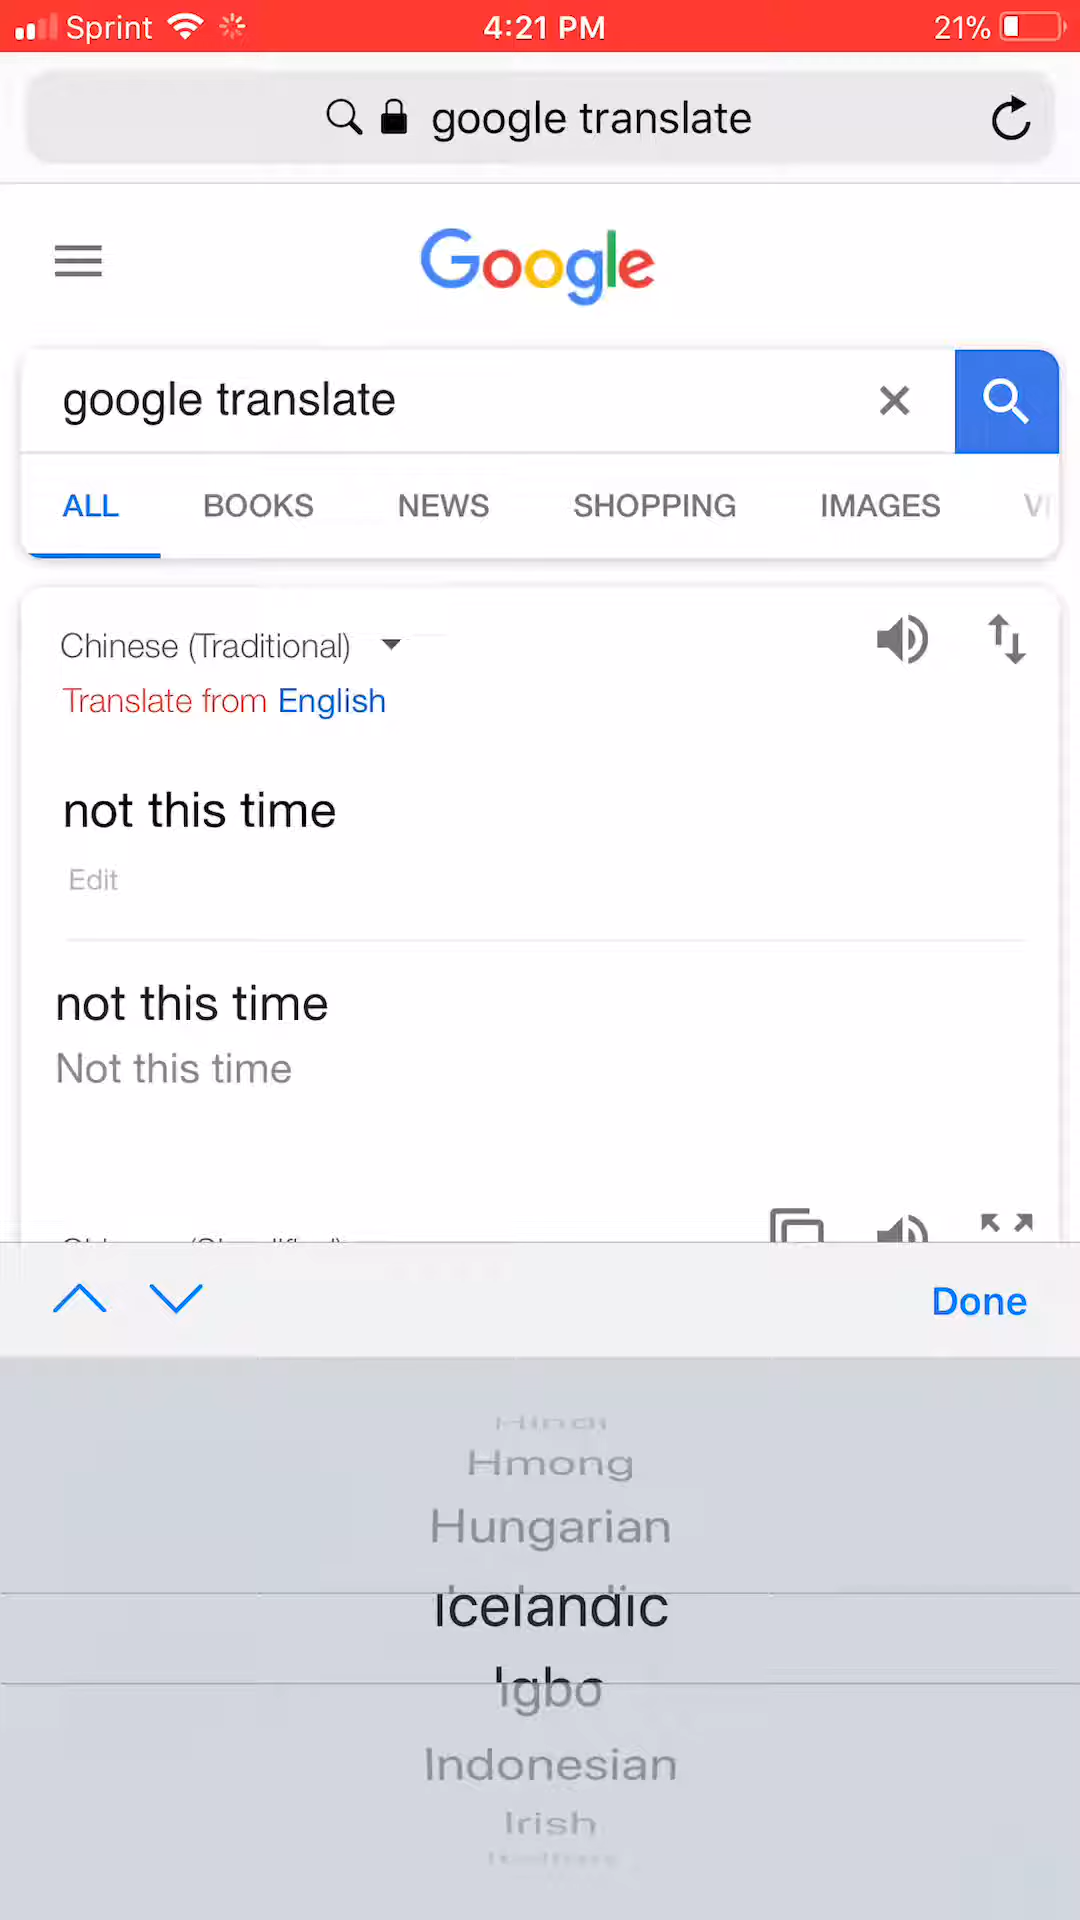 Sprint 4:21 PM 21%
google translate
Google
google translate
ALL BOOKS NEWS SHOPPING IMAGES
Chinese (Traditional)
Translate from English
not this time
Edit
not this time
Not this time
Done
Hindi
Hmong
Hungarian
Icelandic
Igbo
Indonesian
Irish